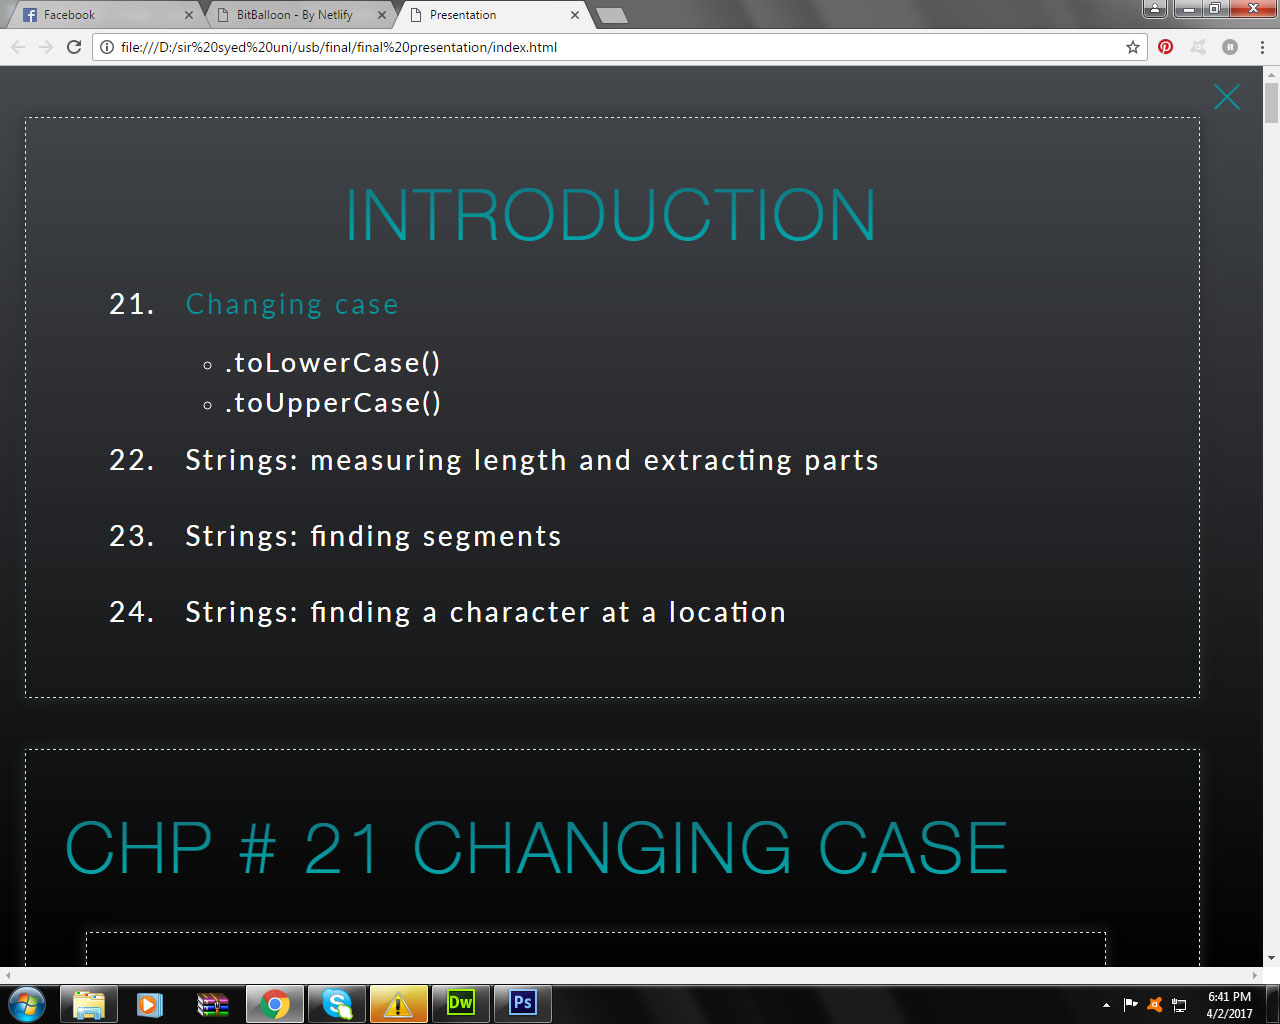 Facebook
BitBalloon - By Netlify
Presentation
file:///D:/sir%20syed%20uni/usb/final/final%20presentation/index.html
INTRODUCTION
21. Changing case
.toLowerCase()
.toUpperCase()
22. Strings: measuring length and extracting parts
23. Strings: finding segments
24. Strings: finding a character at a location
CHP # 21 CHANGING CASE
Dw
Ps
6:41 PM
4/2/2017